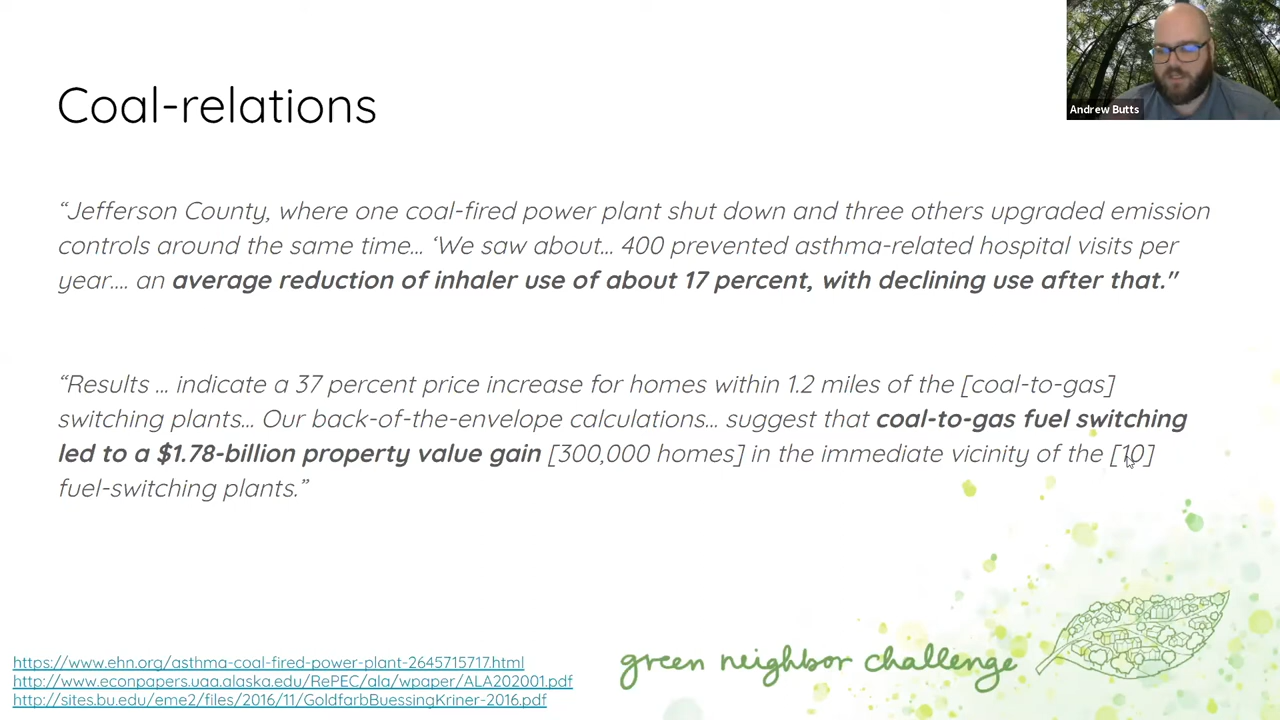 Andrew Butts
Coal-relations
“Jefferson County, where one coal-fired power plant shut down and three others upgraded emission
controls around the same time... ‘We saw about... 400 prevented asthma-related hospital visits per
year.... an average reduction of inhaler use of about 17 percent, with declining use after that."
“Results ... indicate a 37 percent price increase for homes within 1.2 miles of the [coal-to-gas]
switching plants... Our back-of-the-envelope calculations... suggest that coal-to-gas fuel switching
led to a $1.78-billion property value gain [300,000 homes] in the immediate vicinity of the [10]
fuel-switching plants.”
https://www.ehn.org/asthma-coal-fired-power-plant-2645715717.html
http://www.econpapers.uaa.alaska.edu/RePEC/ala/wpaper/ALA202001.pdf
http://sites.bu.edu/eme2/files/2016/11/GoldfarbBuessingKriner-2016.pdf
green neighbor challenge